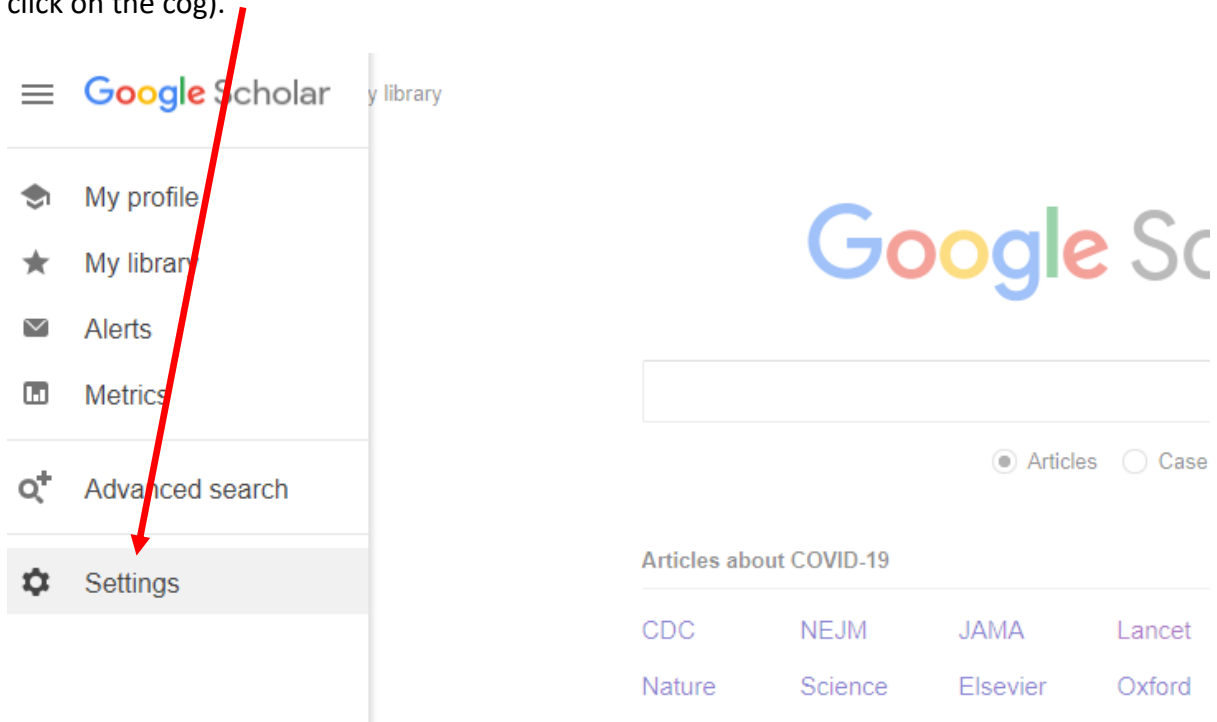 click on the cog).
Google Scholar
y library
My profile
My library
Alerts
Metrics
Advanced search
Settings
Google Sc
Articles Case
Articles about COVID-19
CDC NEJM JAMA Lancet
Nature Science Elsevier Oxford